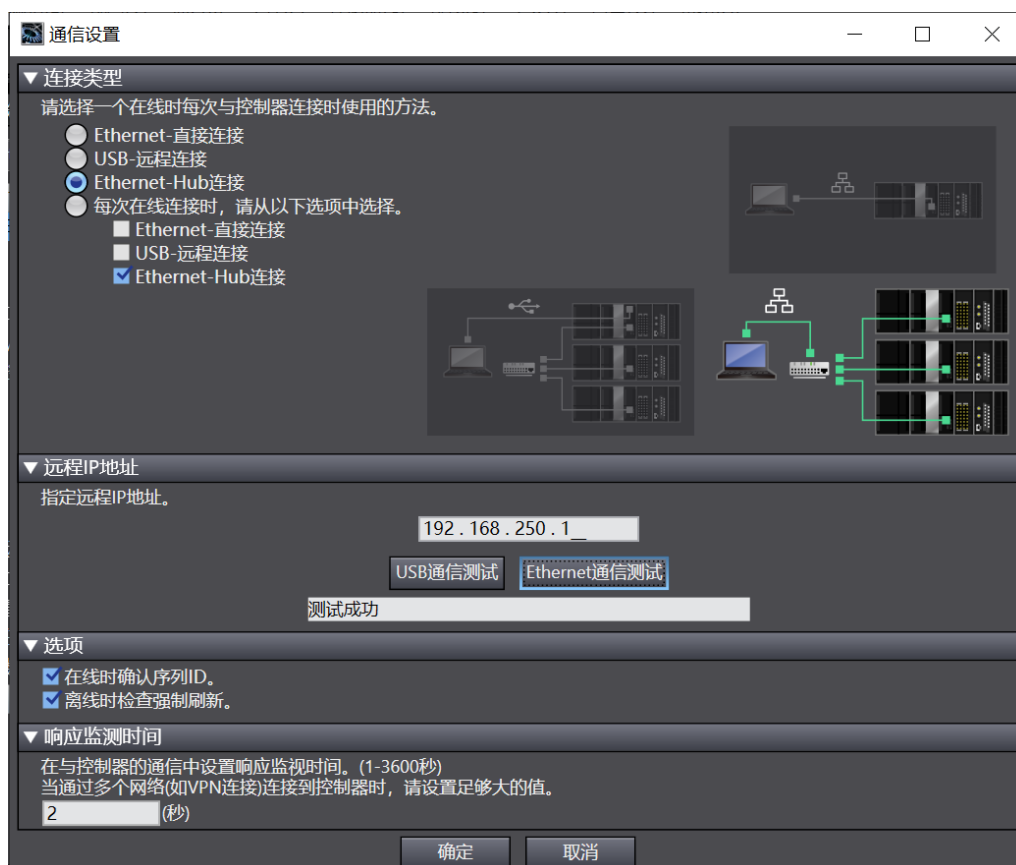 通信设置
▼ 连接类型
请选择一个在线时每次与控制器连接时使用的方法。
Ethernet-直接连接
USB-远程连接
Ethernet-Hub连接
每次在线连接时，请从以下选项中选择。
Ethernet-直接连接
USB-远程连接
Ethernet-Hub连接
▼ 远程IP地址
指定远程IP地址。
192 . 168 . 250 . 1__
USB通信测试 Ethernet通信测试
测试成功
▼ 选项
在线时确认序列ID。
离线时检查强制刷新。
▼ 响应监测时间
在与控制器的通信中设置响应监视时间。(1-3600秒)
当通过多个网络(如VPN连接)连接到控制器时，请设置足够大的值。
2 (秒)
确定 取消